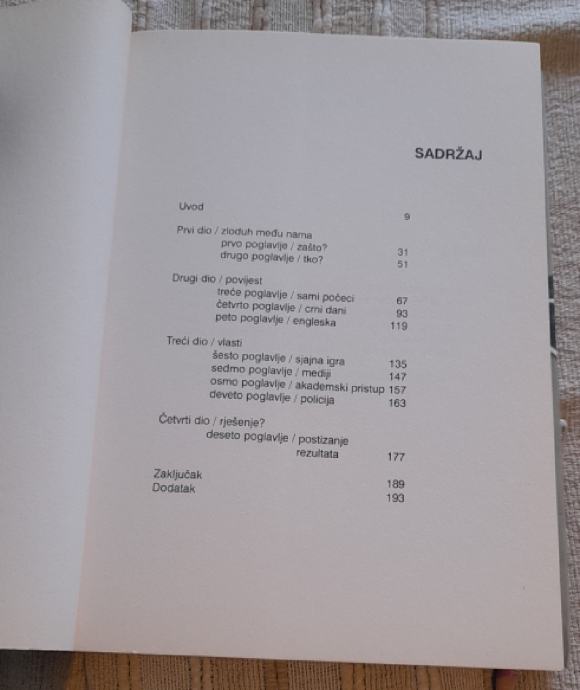 SADRŽAJ
Uvod 9
Prvi dio / zloduh među nama
prvo poglavlje / zašto? 31
drugo poglavlje / tko? 51
Drugi dio / povijest
treće poglavlje / sami počeci 67
četvrto poglavlje / crni dani 93
peto poglavlje / engleska 119
Treći dio / vlasti
šesto poglavlje / sjajna igra 135
sedmo poglavlje / mediji 147
osmo poglavlje / akademski pristup 157
deveto poglavlje / policija 163
Četvrti dio / rješenje?
deseto poglavlje / postizanje
rezultata 177
Zaključak 189
Dodatak 193